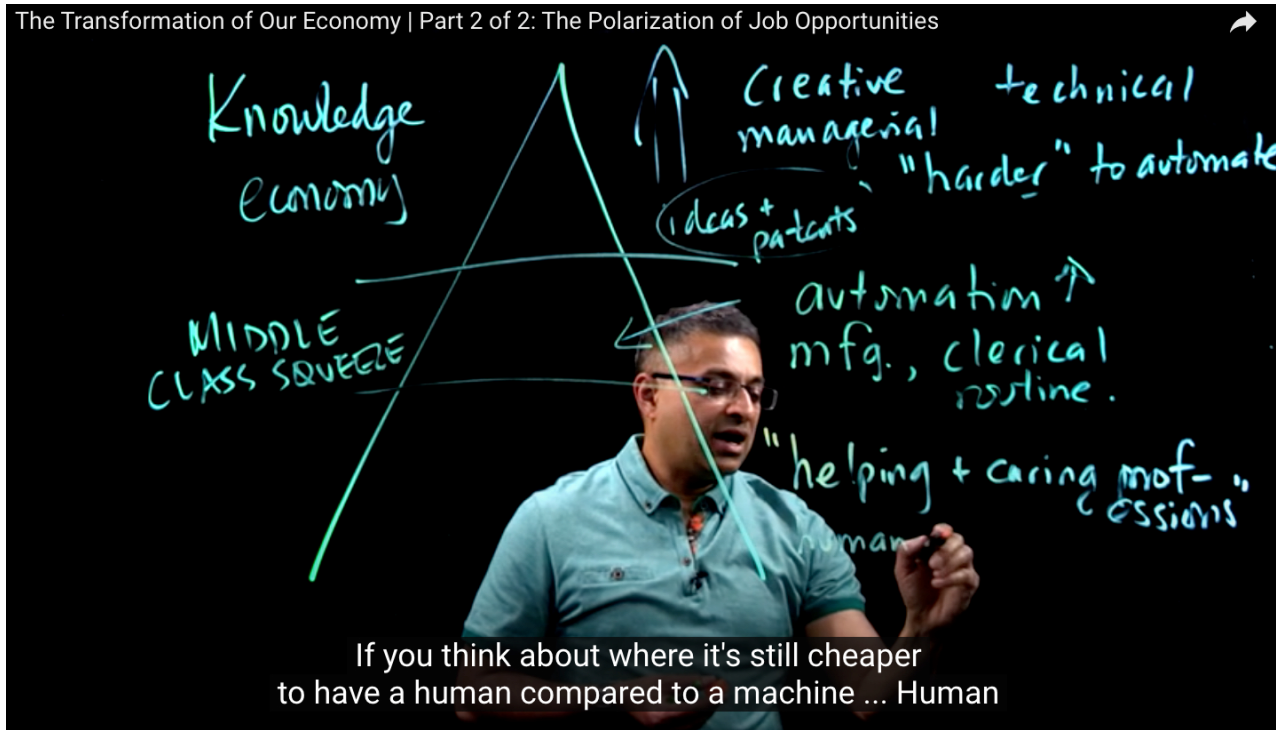 The Transformation of Our Economy | Part 2 of 2: The Polarization of Job Opportunities
Knowledge
economy
MIDDLE
CLASS SQUEEZE
Creative technical
managerial
"harder" to automate
ideas +
patents
automation ↑
mfg., clerical
routine.
"helping + caring prof-
essions"
human
If you think about where it's still cheaper
to have a human compared to a machine ... Human